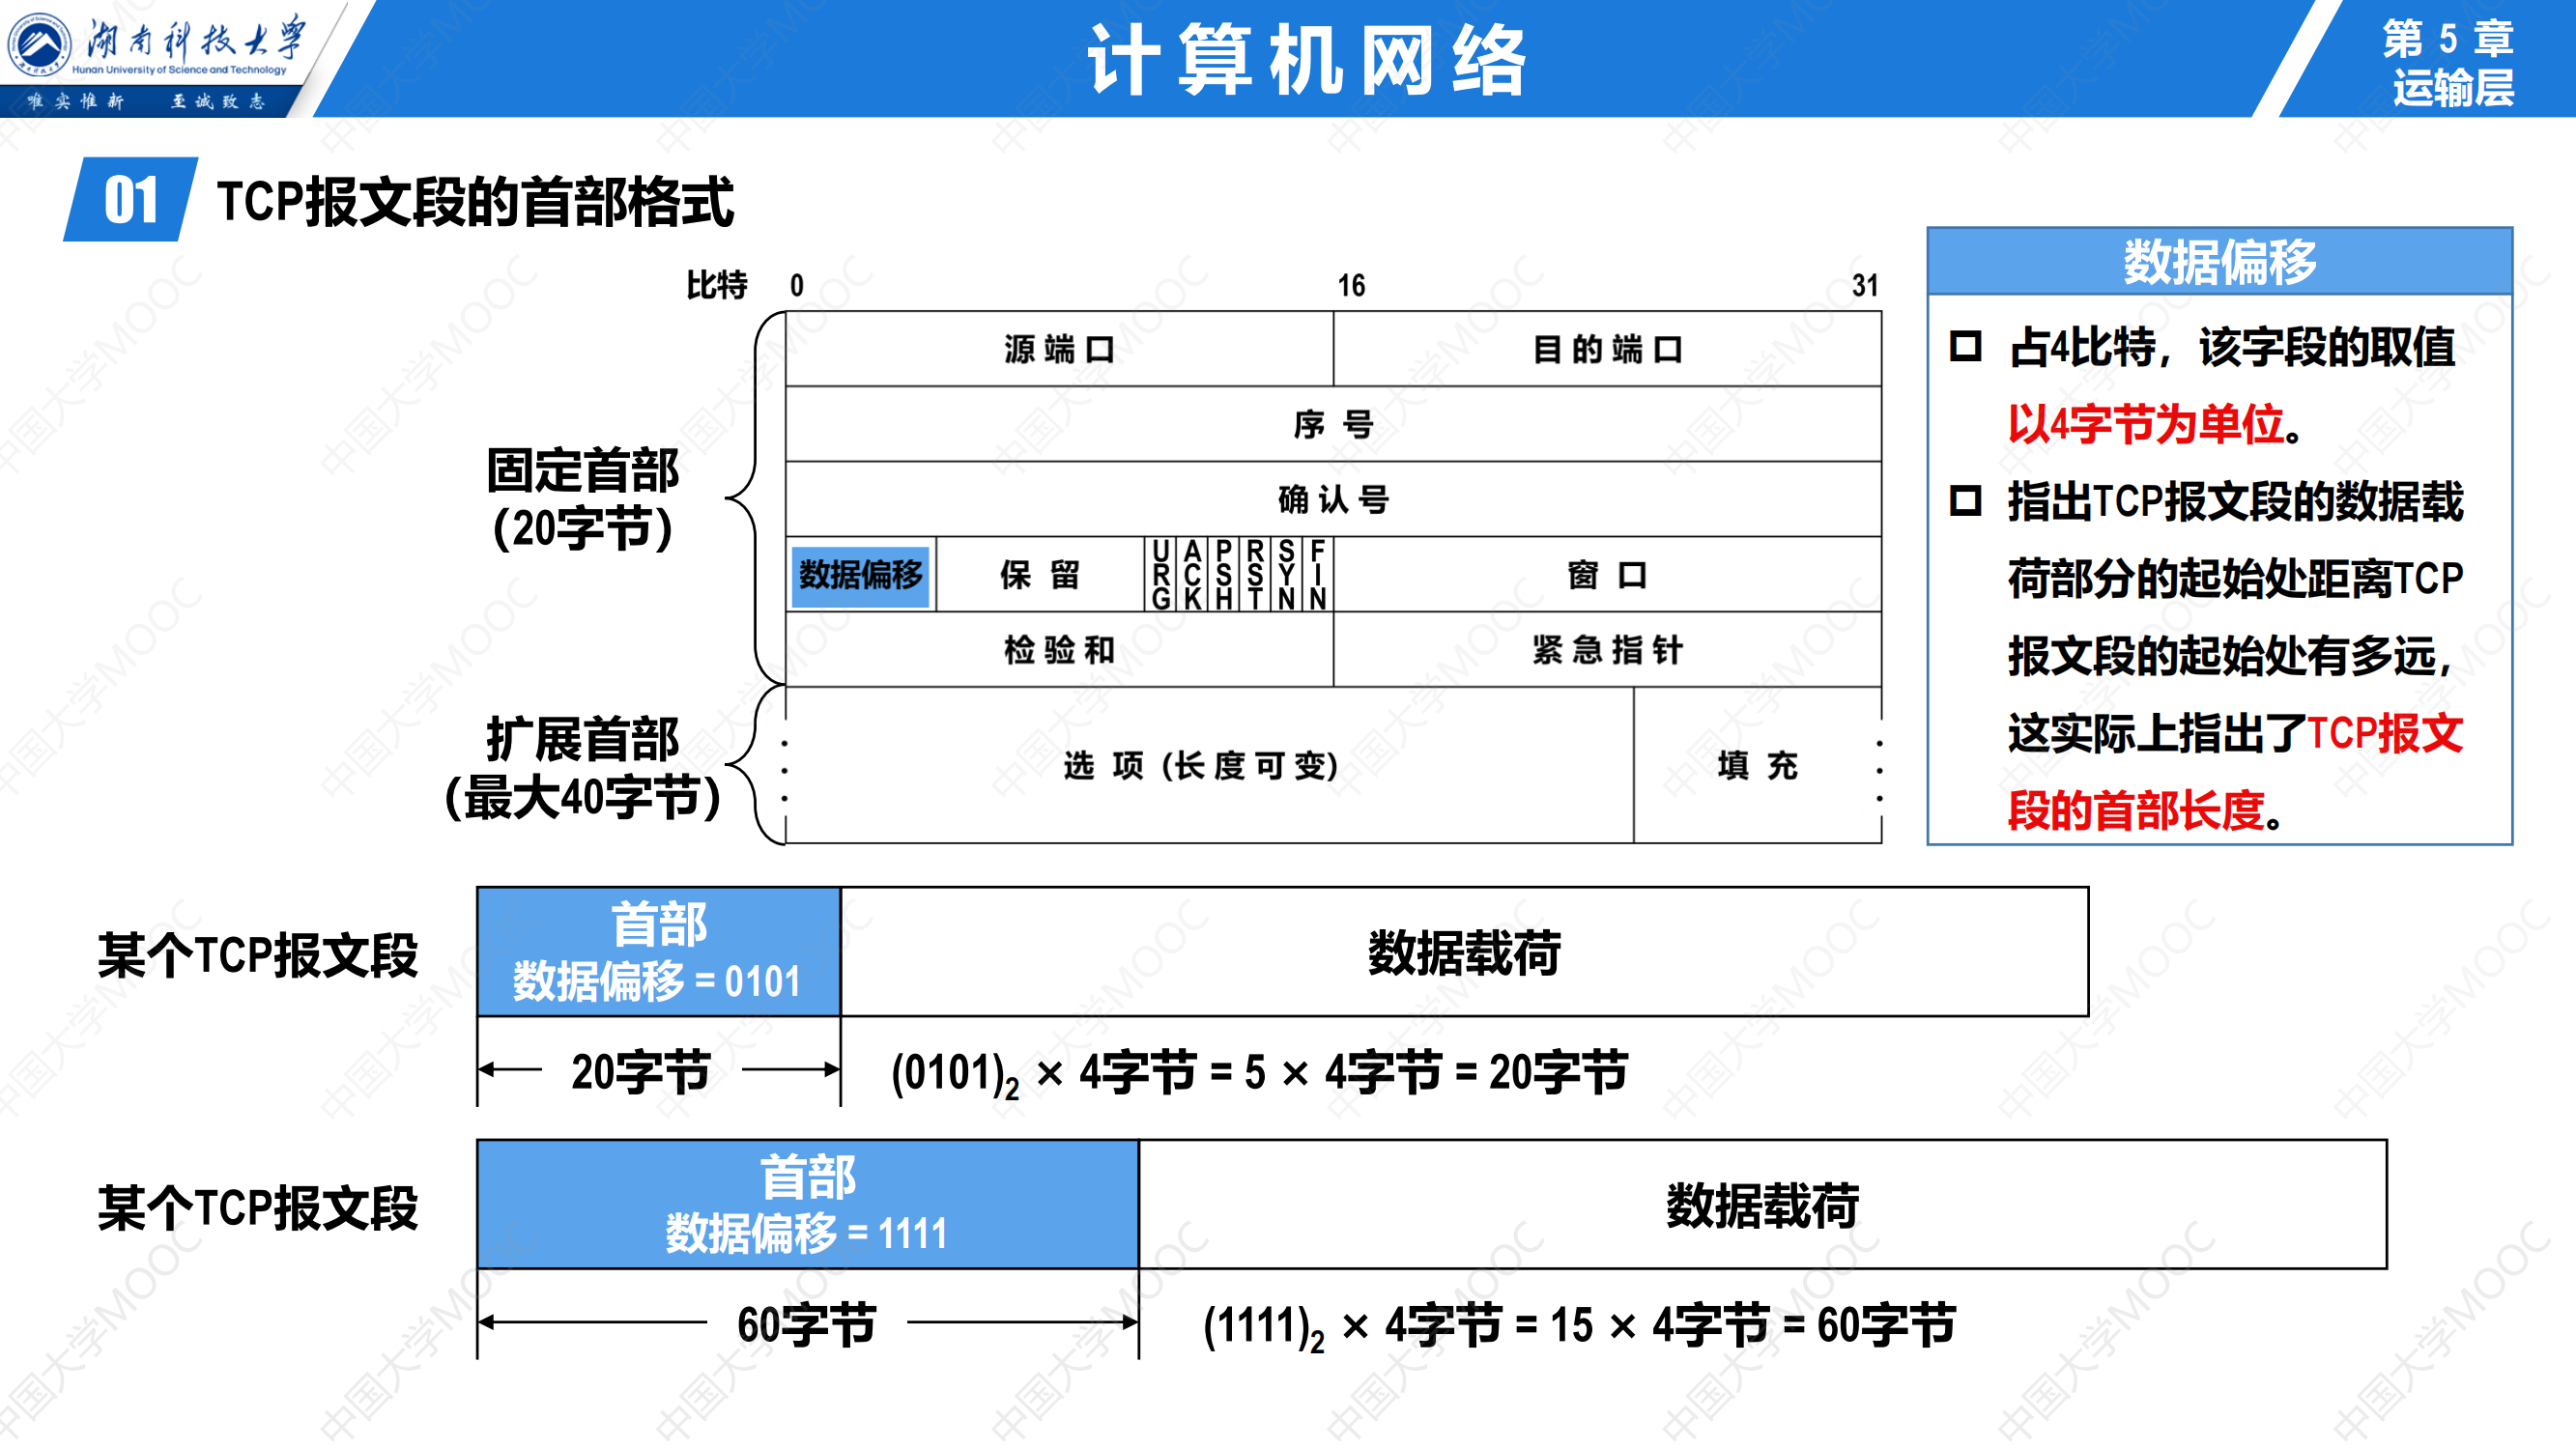 湖南科技大学
Hunan University of Science and Technology
唯实惟新 至诚致志
计算机网络
第 5 章
运输层
01 TCP报文段的首部格式
比特 0 16 31
源端口 目的端口
序号
确认号
数据偏移 保留 URG ACK PSH RST SYN FIN 窗口
检验和 紧急指针
选项(长度可变) 填充
固定首部
(20字节)
扩展首部
(最大40字节)
数据偏移
占4比特，该字段的取值
以4字节为单位。
指出TCP报文段的数据载
荷部分的起始处距离TCP
报文段的起始处有多远，
这实际上指出了TCP报文
段的首部长度。
某个TCP报文段
首部
数据偏移 = 0101
数据载荷
20字节
(0101)2 × 4字节 = 5 × 4字节 = 20字节
某个TCP报文段
首部
数据偏移 = 1111
数据载荷
60字节
(1111)2 × 4字节 = 15 × 4字节 = 60字节
中国大学MOOC